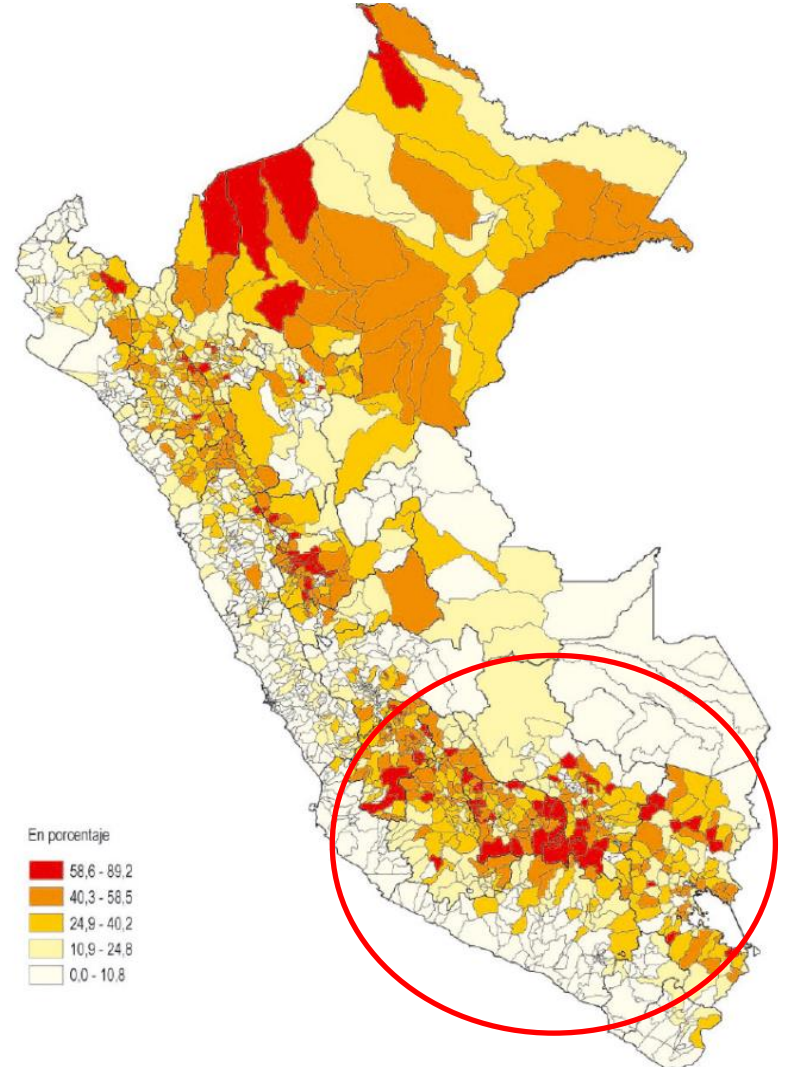 En porcentaje
58,6 - 89,2
40,3 - 58,5
24,9 - 40,2
10,9 - 24,8
0,0 - 10,8